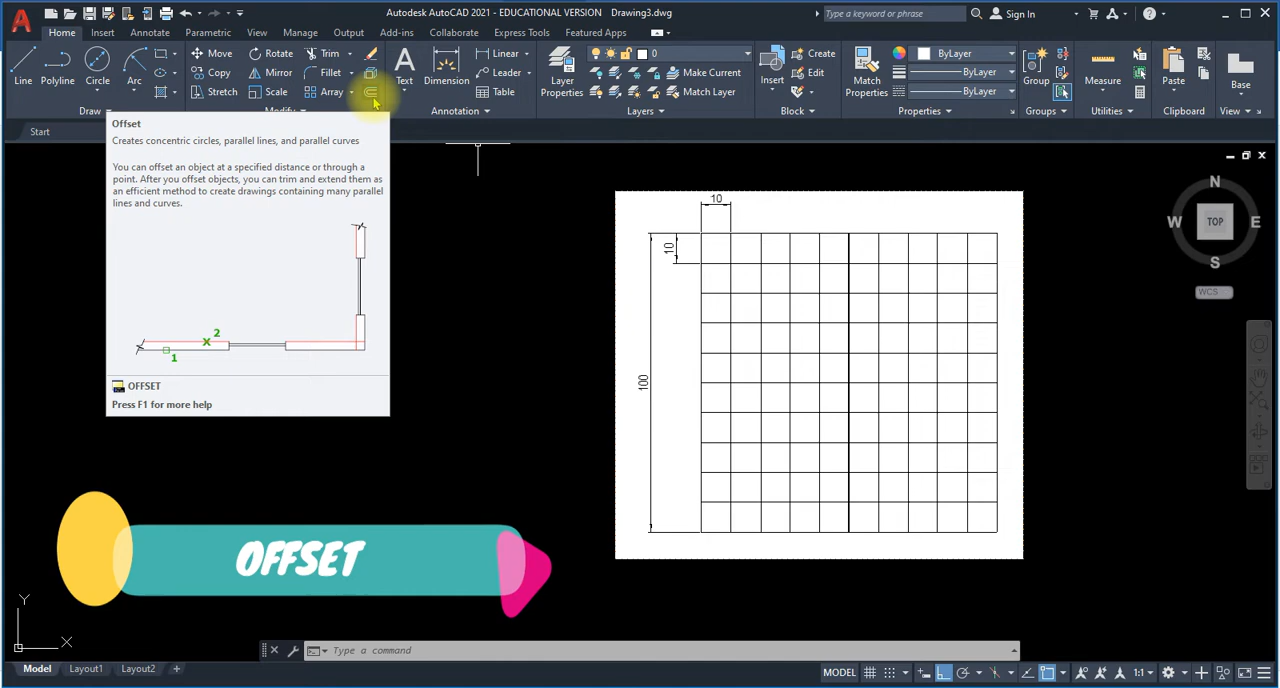 Autodesk AutoCAD 2021 - EDUCATIONAL VERSION Drawing3.dwg
Type a keyword or phrase
Sign In
Home Insert Annotate Parametric View Manage Output Add-ins Collaborate Express Tools Featured Apps
Move Rotate Trim Linear 0 Create ByLayer
Copy Mirror Fillet Leader Make Current Edit ByLayer
Line Polyline Circle Arc Text Dimension Layer Properties Insert Match Properties Group Measure Paste Base
Stretch Scale Array Table Match Layer ByLayer
Draw Modify Annotation Layers Block Properties Groups Utilities Clipboard View
Start
Offset
Creates concentric circles, parallel lines, and parallel curves
You can offset an object at a specified distance or through a
point. After you offset objects, you can trim and extend them as
an efficient method to create drawings containing many parallel
lines and curves.
2
1
OFFSET
Press F1 for more help
10
10
100
N
W TOP E
S
WCS
OFFSET
Y
X
Type a command
Model Layout1 Layout2 +
MODEL 1:1